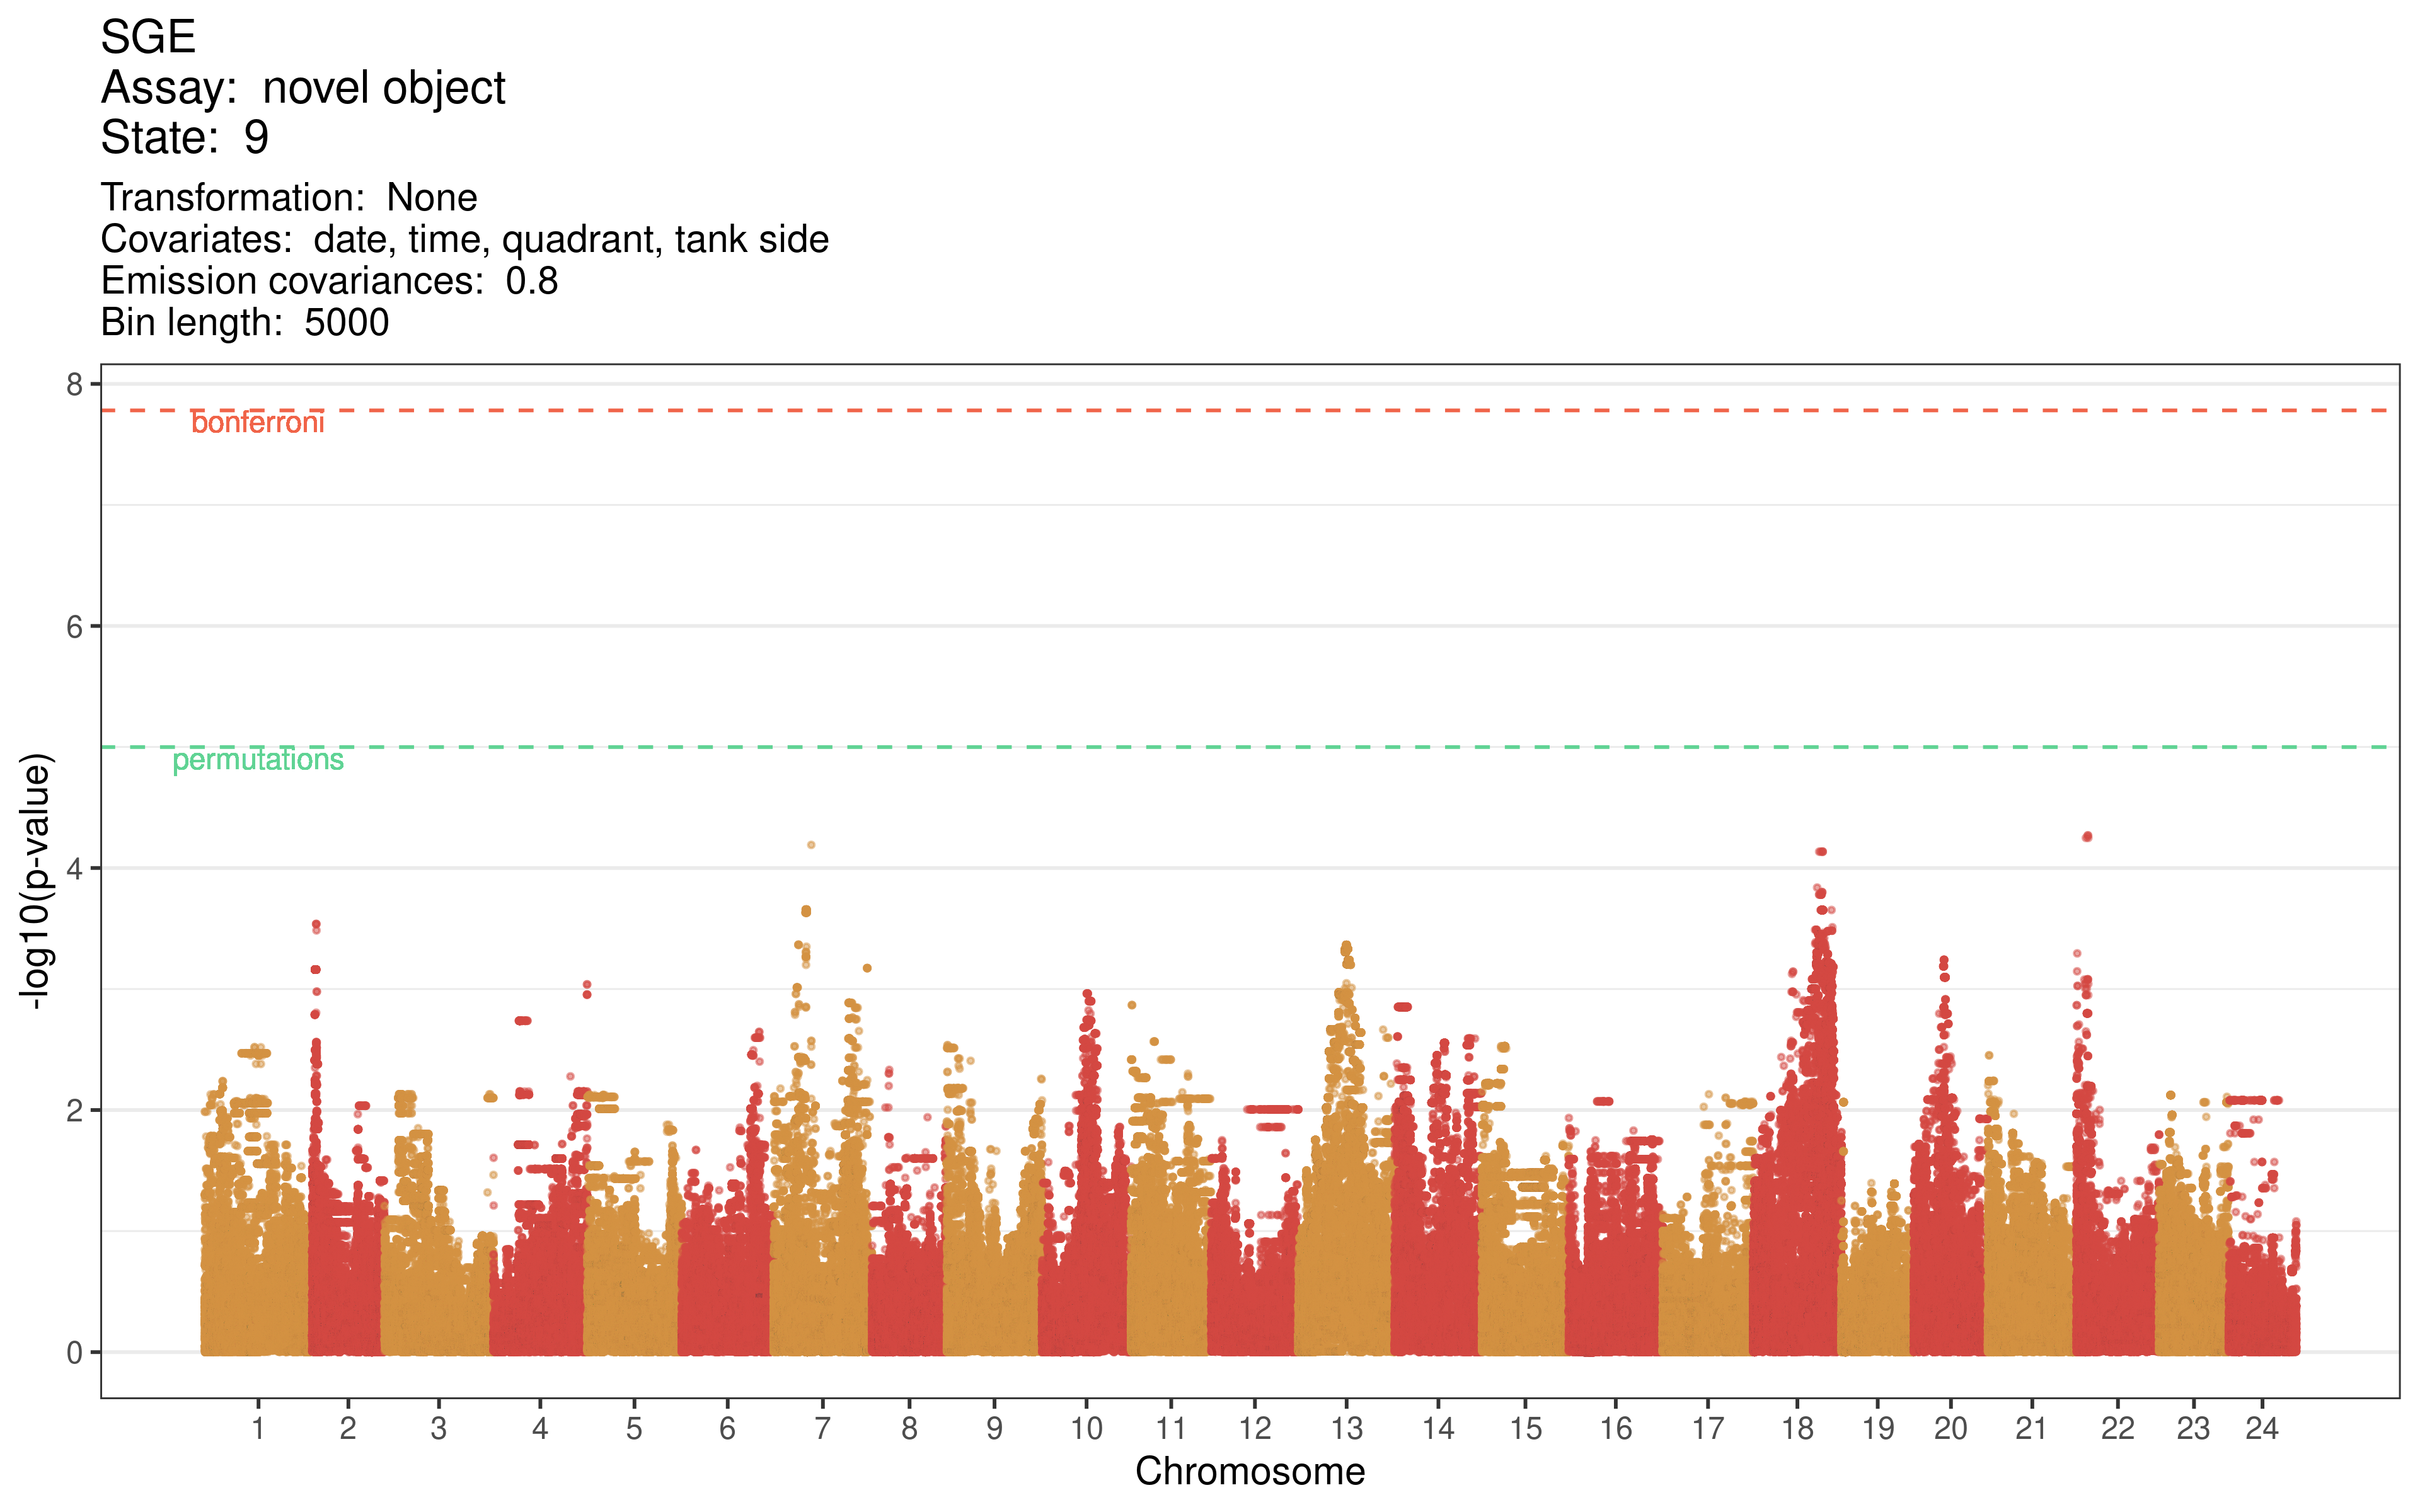 SGE
Assay:  novel object
State:  9
Transformation:  None
Covariates:  date, time, quadrant, tank side
Emission covariances:  0.8
Bin length:  5000
8
bonferroni
6
permutations
4
2
0
-log10(p-value)
1 2 3 4 5 6 7 8 9 10 11 12 13 14 15 16 17 18 19 20 21 22 23 24
Chromosome